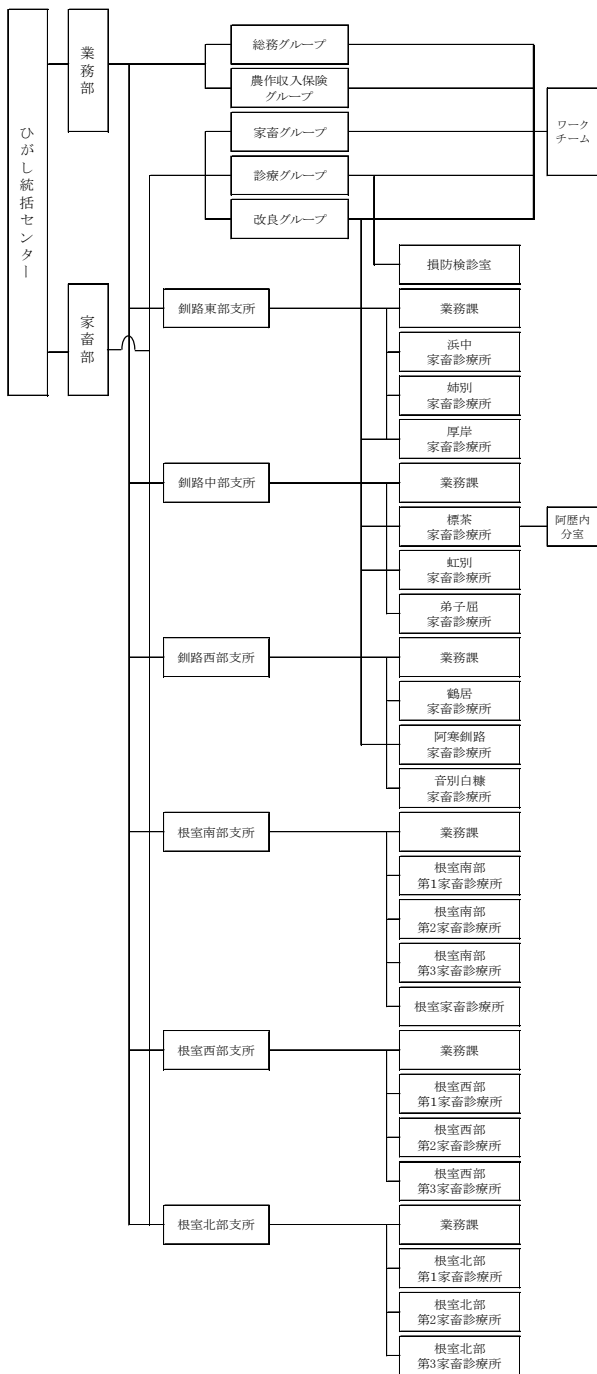 ひがし統括センター
業務部
家畜部
総務グループ
農作収入保険
グループ
家畜グループ
診療グループ
改良グループ
ワーク
チーム
損防検診室
釧路東部支所
業務課
浜中
家畜診療所
姉別
家畜診療所
厚岸
家畜診療所
釧路中部支所
業務課
標茶
家畜診療所
阿歴内
分室
虹別
家畜診療所
弟子屈
家畜診療所
釧路西部支所
業務課
鶴居
家畜診療所
阿寒釧路
家畜診療所
音別白糠
家畜診療所
根室南部支所
業務課
根室南部
第1家畜診療所
根室南部
第2家畜診療所
根室南部
第3家畜診療所
根室家畜診療所
根室西部支所
業務課
根室西部
第1家畜診療所
根室西部
第2家畜診療所
根室西部
第3家畜診療所
根室北部支所
業務課
根室北部
第1家畜診療所
根室北部
第2家畜診療所
根室北部
第3家畜診療所